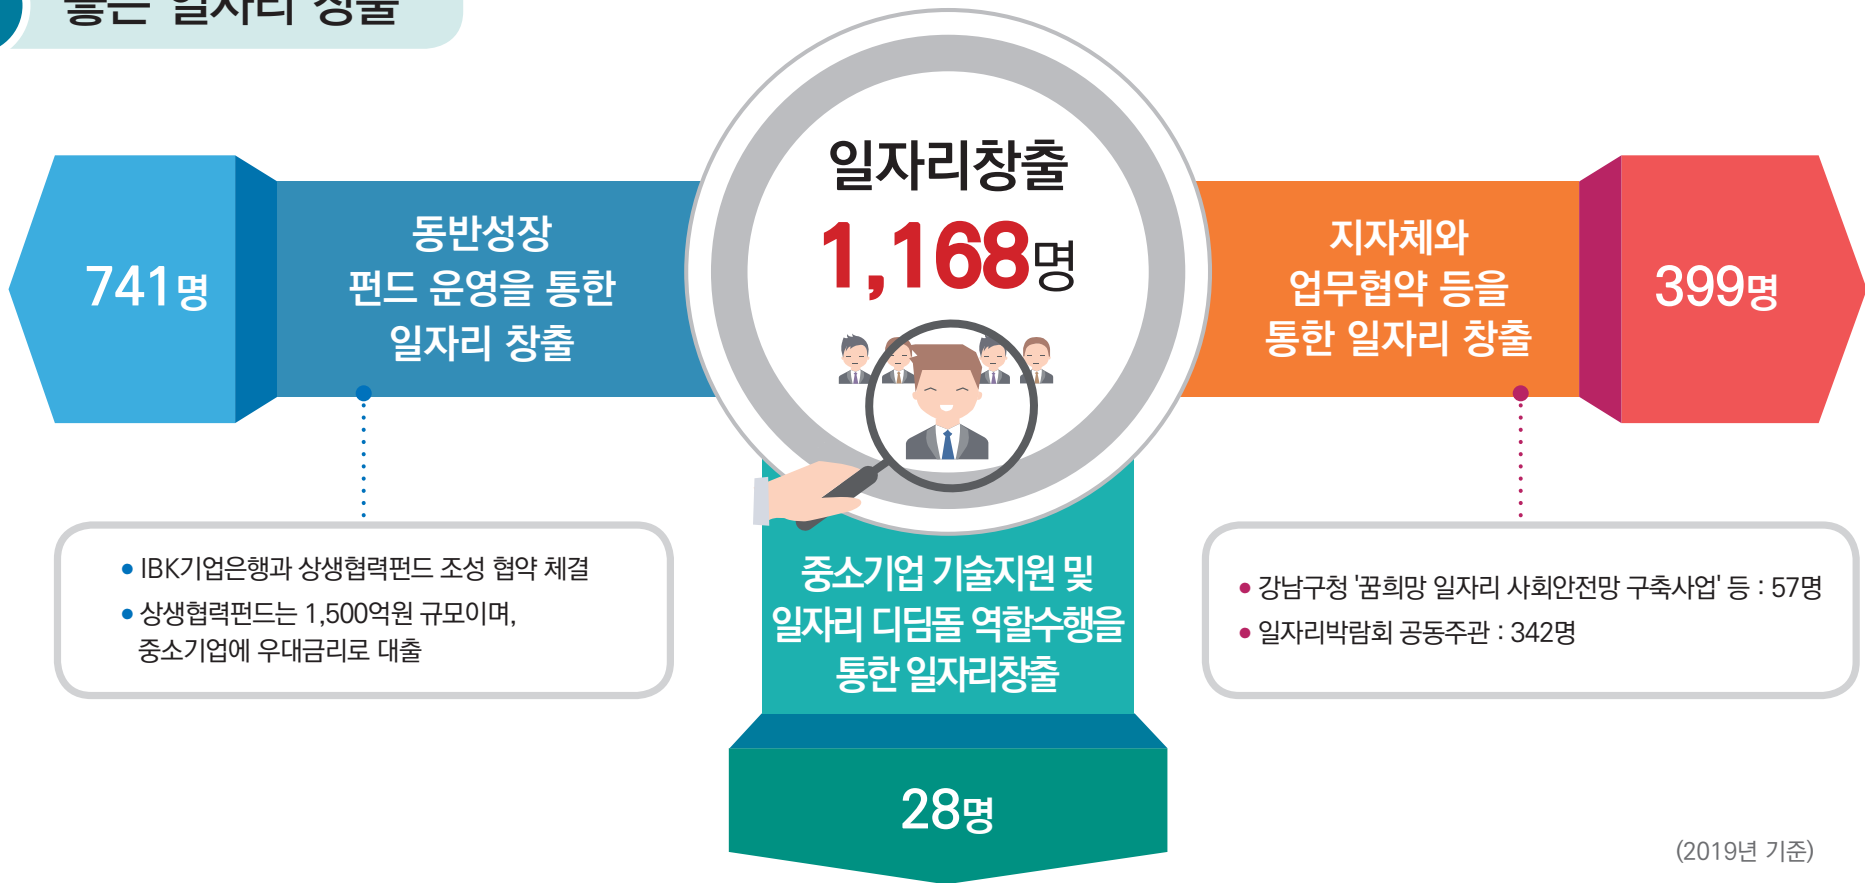 좋은 일자리 창출
일자리창출
1,168명
741명
동반성장
펀드 운영을 통한
일자리 창출
지자체와
업무협약 등을
통한 일자리 창출
399명
• IBK기업은행과 상생협력펀드 조성 협약 체결
• 상생협력펀드는 1,500억원 규모이며,
중소기업에 우대금리로 대출
중소기업 기술지원 및
일자리 디딤돌 역할수행을
통한 일자리창출
28명
• 강남구청 '꿈희망 일자리 사회안전망 구축사업' 등 : 57명
• 일자리박람회 공동주관 : 342명
(2019년 기준)